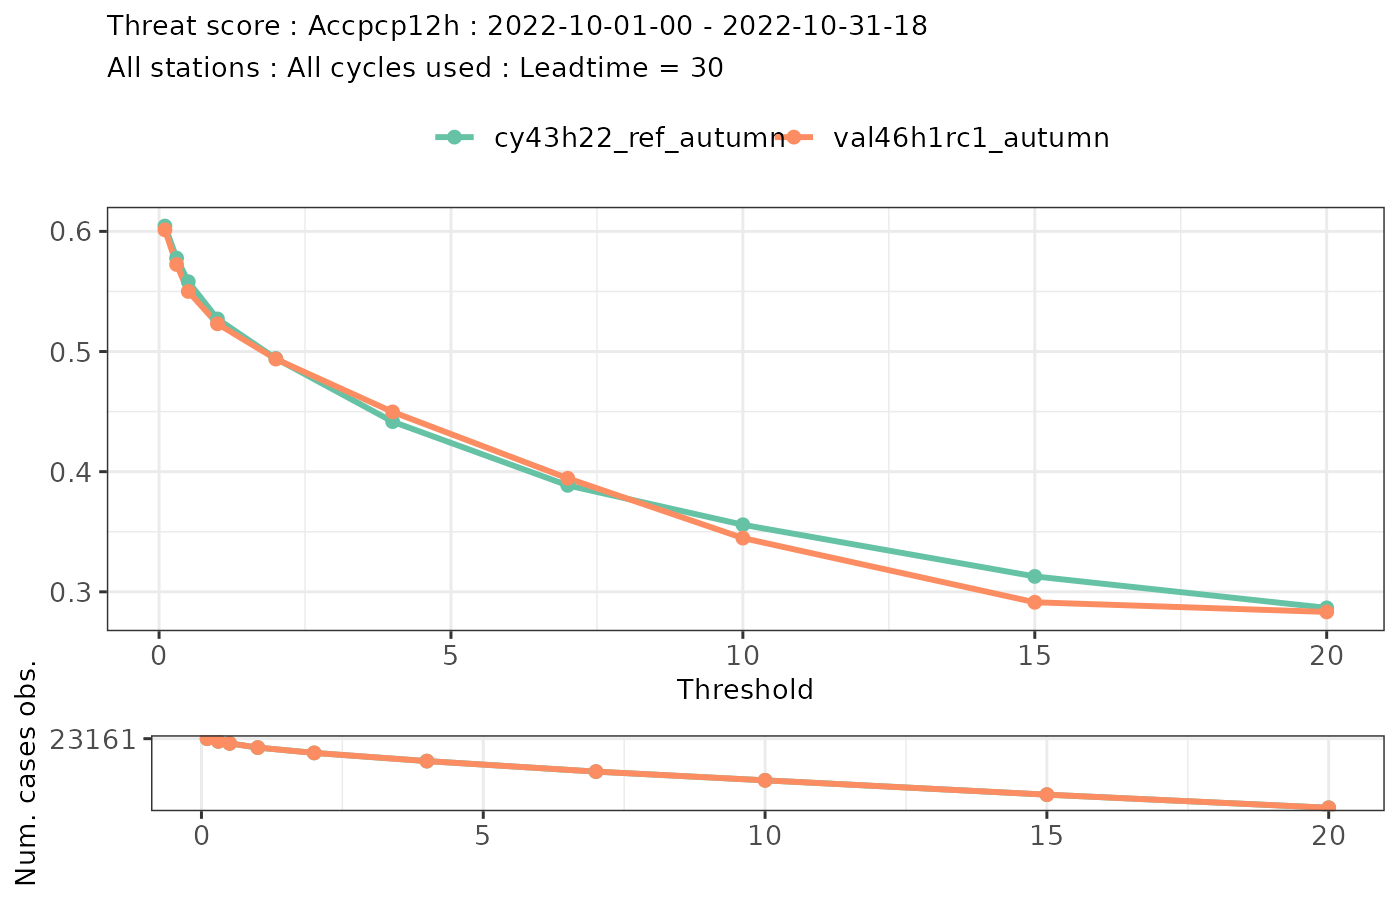 Threat score : Accpcp12h : 2022-10-01-00 - 2022-10-31-18
All stations : All cycles used : Leadtime = 30
cy43h22_ref_autumn val46h1rc1_autumn
0.6
0.5
0.4
0.3
0 5 10 15 20
Threshold
Num. cases obs.
23161
0 5 10 15 20